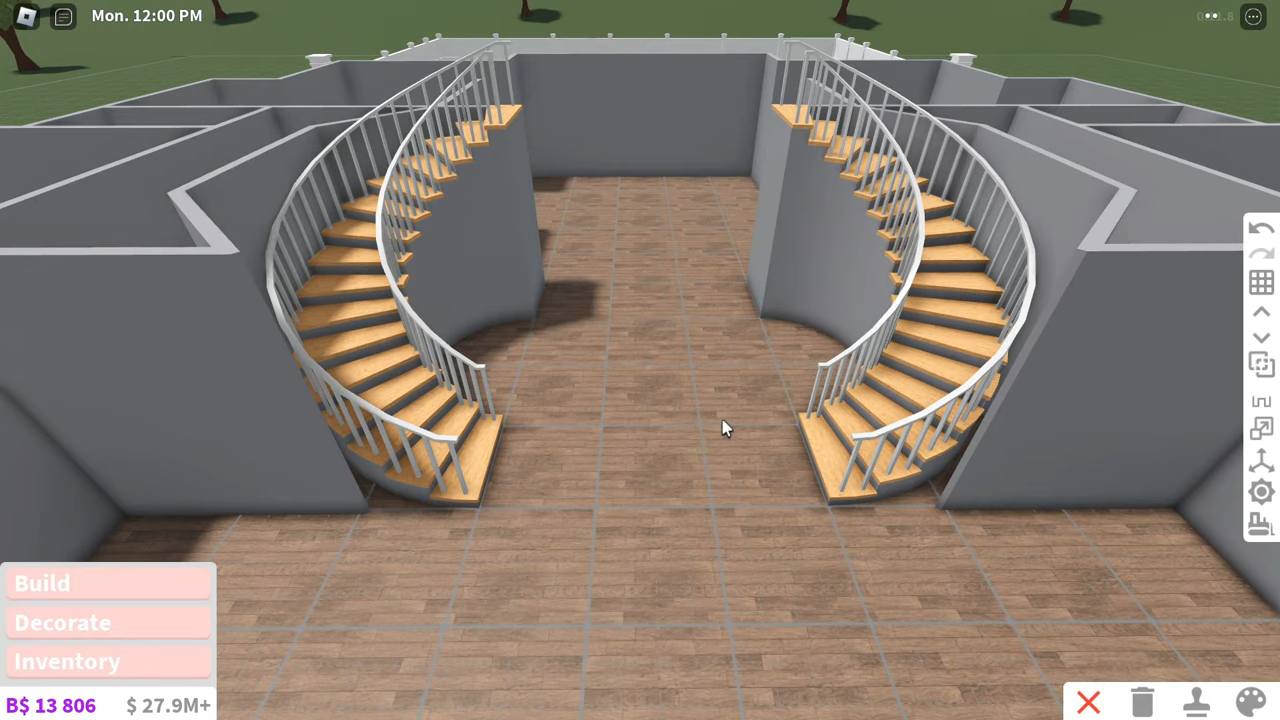 Mon. 12:00 PM
Build
Decorate
Inventory
B$ 13 806 $ 27.9M+